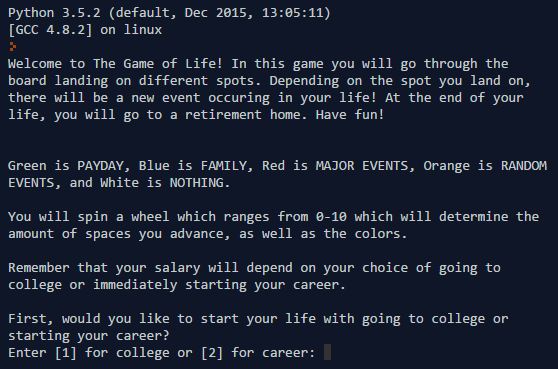 Python 3.5.2 (default, Dec 2015, 13:05:11)
[GCC 4.8.2] on linux
Welcome to The Game of Life! In this game you will go through the
board landing on different spots. Depending on the spot you land on,
there will be a new event occuring in your life! At the end of your
life, you will go to a retirement home. Have fun!
Green is PAYDAY, Blue is FAMILY, Red is MAJOR EVENTS, Orange is RANDOM
EVENTS, and White is NOTHING.
You will spin a wheel which ranges from 0-10 which will determine the
amount of spaces you advance, as well as the colors.
Remember that your salary will depend on your choice of going to
college or immediately starting your career.
First, would you like to start your life with going to college or
starting your career?
Enter [1] for college or [2] for career: